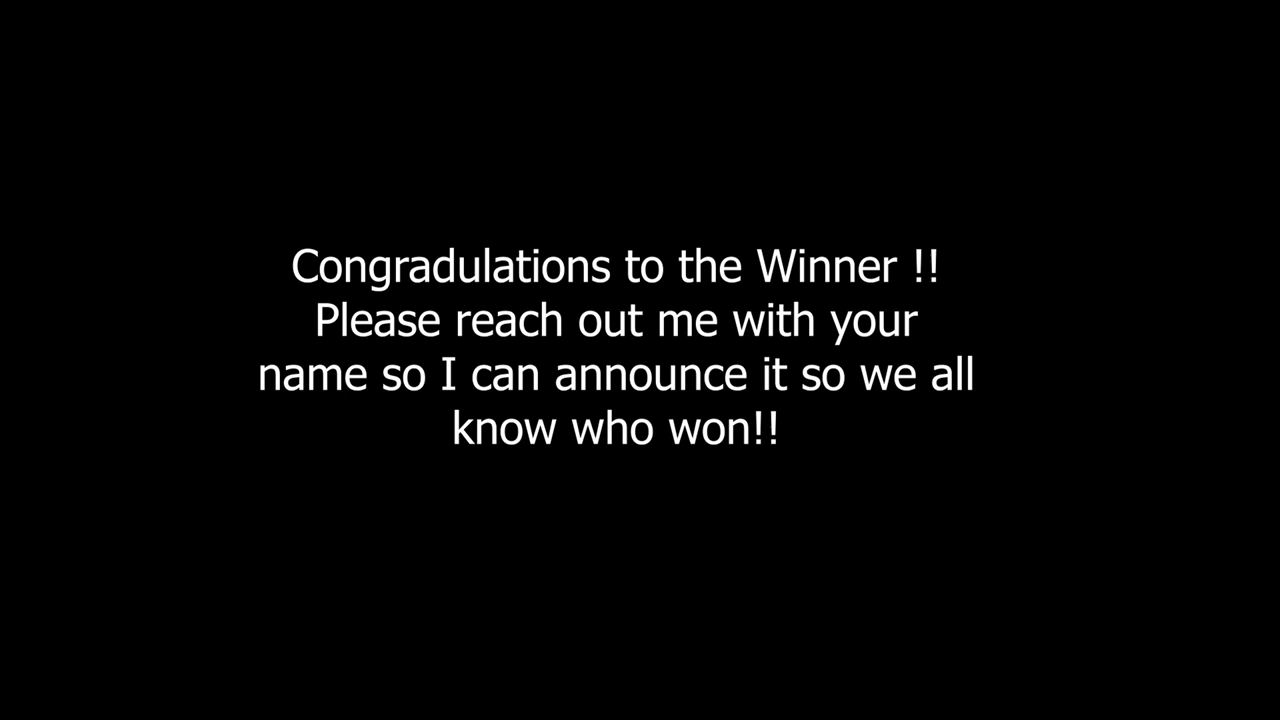 Congradulations to the Winner !!
Please reach out me with your
name so I can announce it so we all
know who won!!